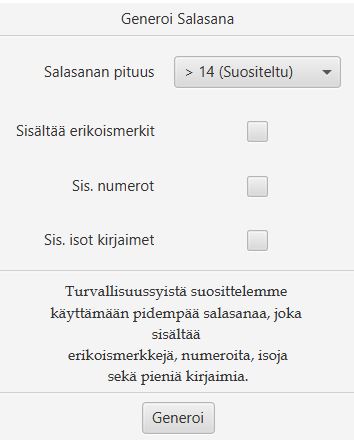 Generoi Salasana
Salasanan pituus > 14 (Suositeltu)
Sisältää erikoismerkit
Sis. numerot
Sis. isot kirjaimet
Turvallisuussyistä suosittelemme
käyttämään pidempää salasanaa, joka
sisältää
erikoismerkkejä, numeroita, isoja
sekä pieniä kirjaimia.
Generoi